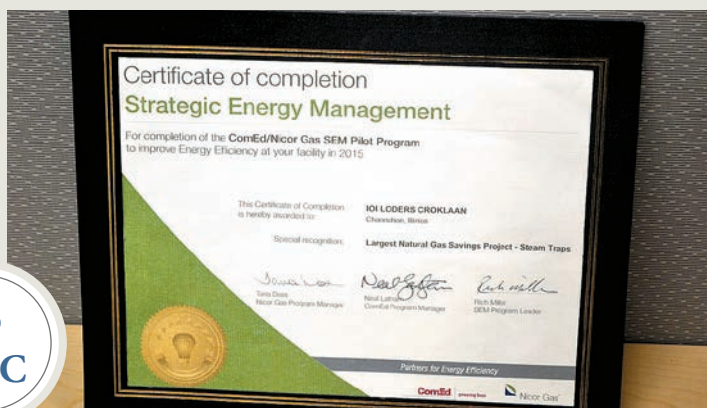 Certificate of completion
Strategic Energy Management
For completion of the ComEd/Nicor Gas SEM Pilot Program
to improve Energy Efficiency at your facility in 2015
This Certificate of Completion
is hereby awarded to:
IOI LODERS CROKLAAN
Channahon, Illinois
Special recognition:
Largest Natural Gas Savings Project - Steam Traps
Nicor Gas Program Manager
Neal Latham
ComEd Program Manager
Rich Miller
SEM Program Leader
Partners for Energy Efficiency
ComEd
Nicor Gas
C